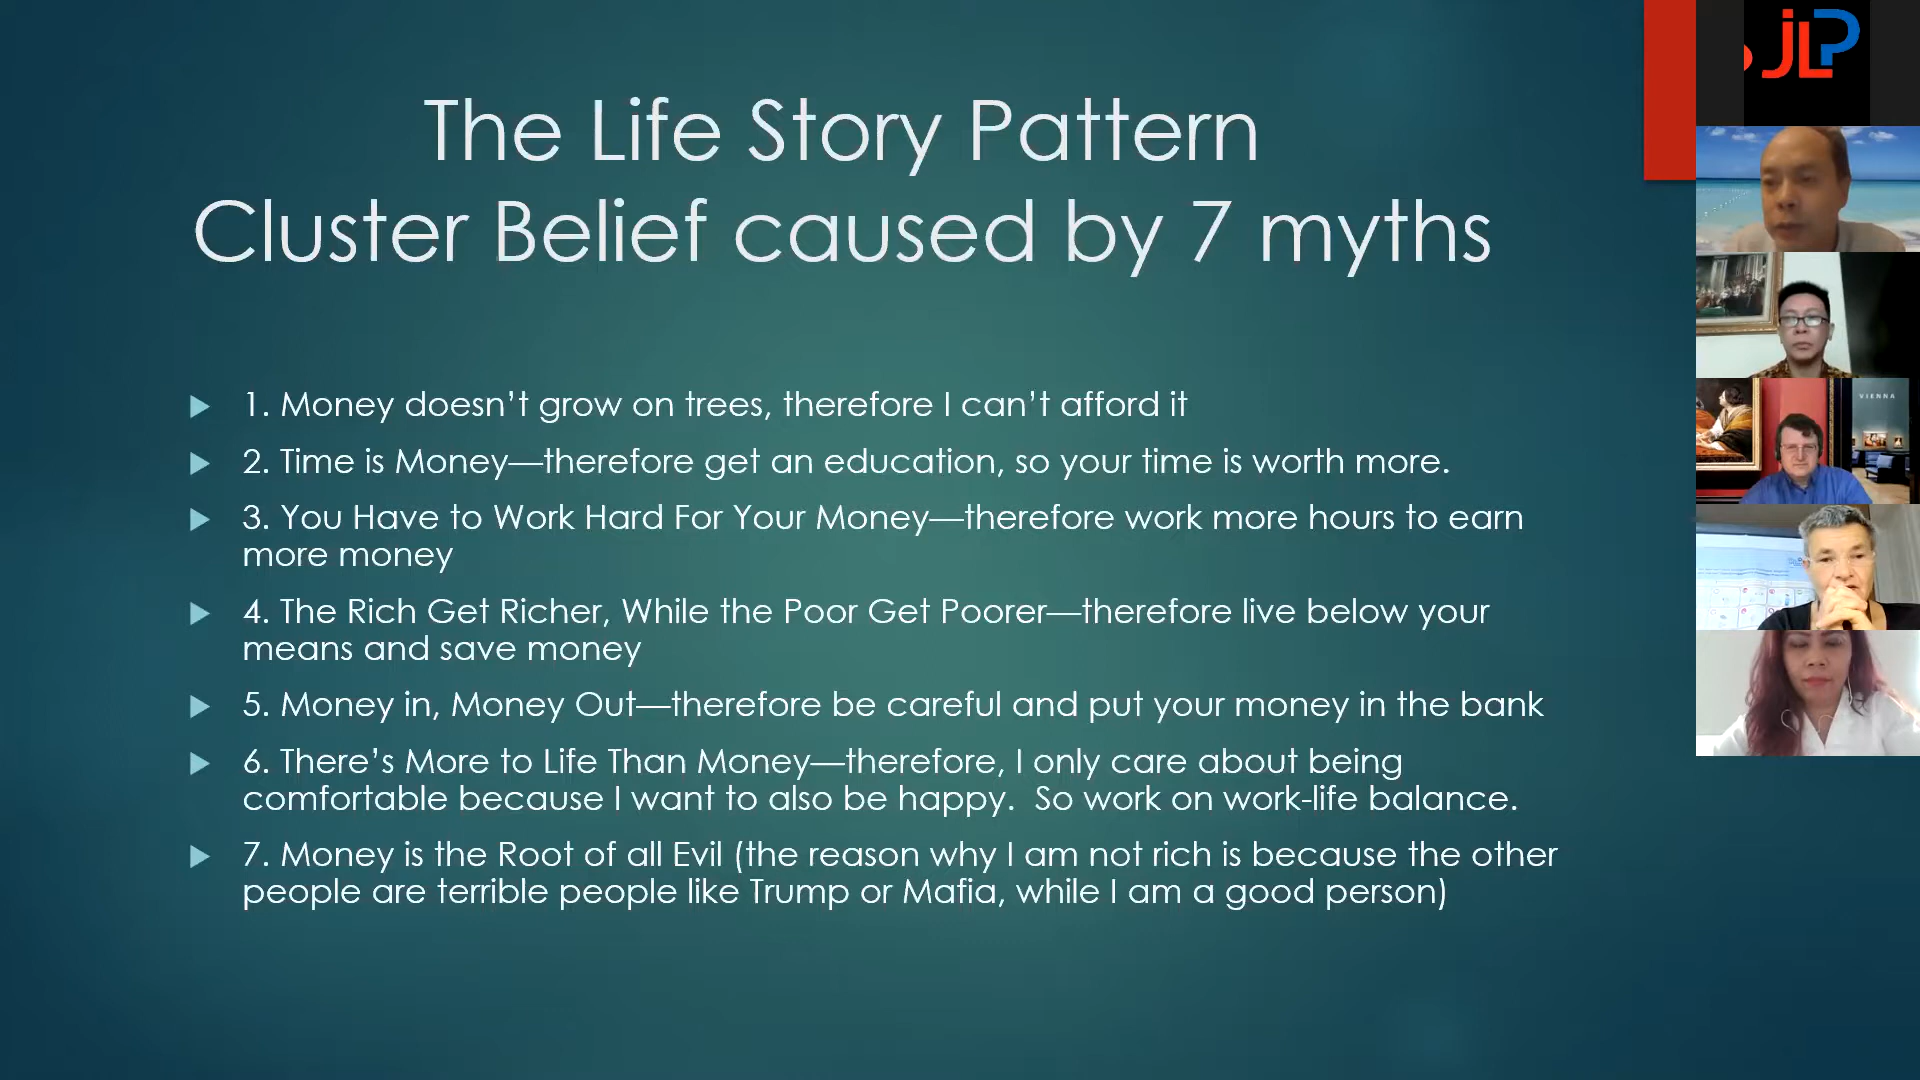 The Life Story Pattern
Cluster Belief caused by 7 myths
1. Money doesn’t grow on trees, therefore I can’t afford it
2. Time is Money—therefore get an education, so your time is worth more.
3. You Have to Work Hard For Your Money—therefore work more hours to earn
more money
4. The Rich Get Richer, While the Poor Get Poorer—therefore live below your
means and save money
5. Money in, Money Out—therefore be careful and put your money in the bank
6. There’s More to Life Than Money—therefore, I only care about being
comfortable because I want to also be happy.  So work on work-life balance.
7. Money is the Root of all Evil (the reason why I am not rich is because the other
people are terrible people like Trump or Mafia, while I am a good person)
JLP
VIENNA